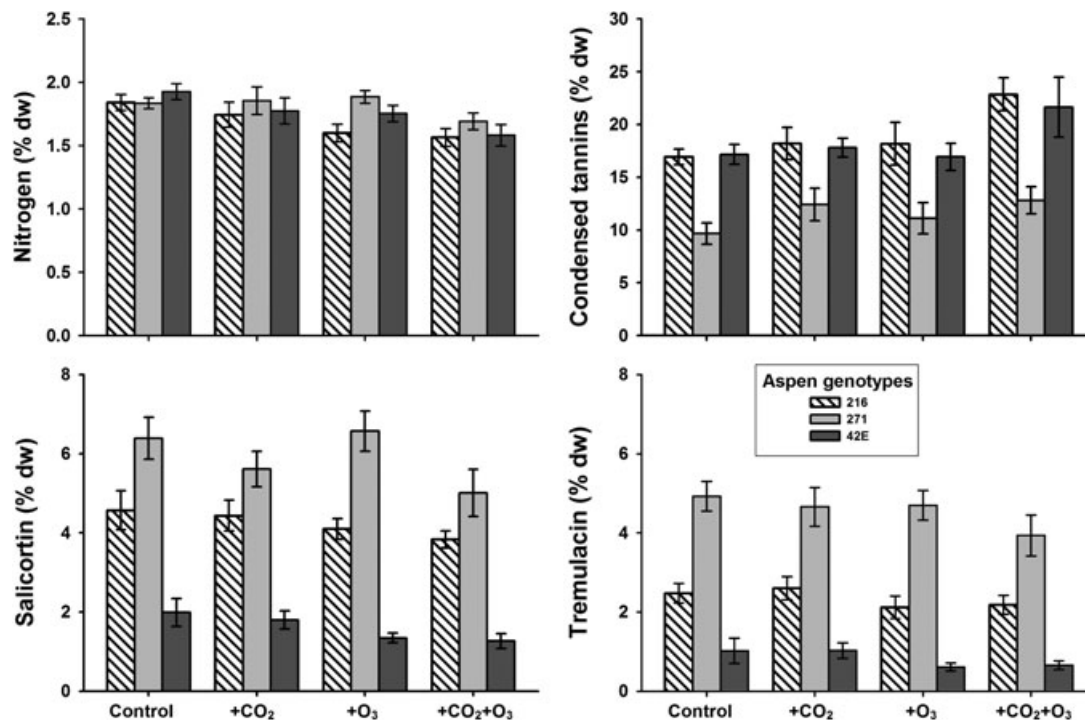 Nitrogen (% dw)
2.5
2.0
1.5
1.0
0.5
0.0
Condensed tannins (% dw)
30
25
20
15
10
5
0
Salicortin (% dw)
8
6
4
2
0
Control
+CO₂
+O₃
+CO₂+O₃
Tremulacin (% dw)
8
6
4
2
0
Aspen genotypes
216
271
42E
Control
+CO₂
+O₃
+CO₂+O₃